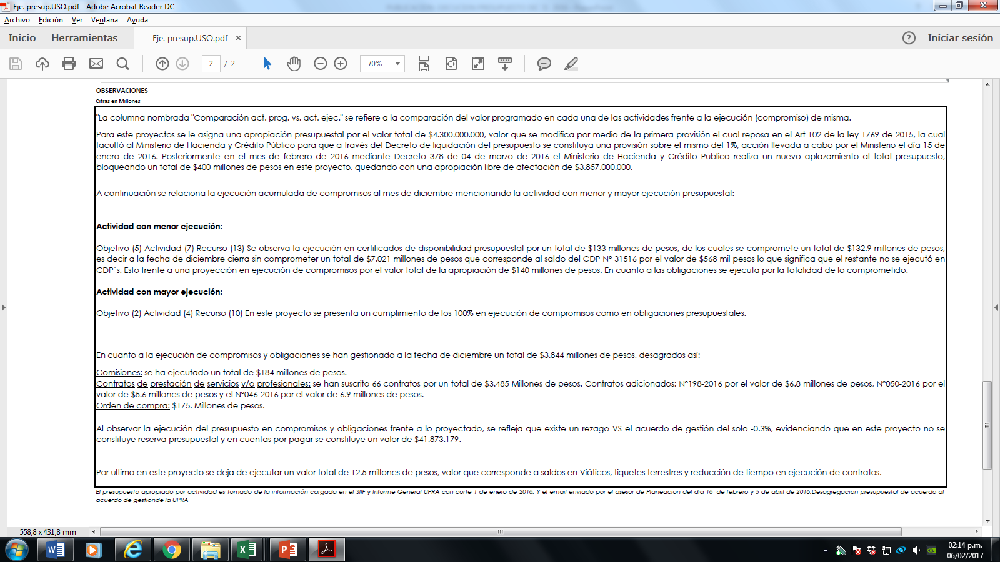 Eje. presup.USO.pdf - Adobe Acrobat Reader DC
Archivo Edición Ver Ventana Ayuda
Inicio Herramientas Eje. presup.USO.pdf × ? Iniciar sesión
2 / 2 70%
OBSERVACIONES
Cifras en Millones
"La columna nombrada "Comparación act. prog. vs. act. ejec." se refiere a la comparación del valor programado en cada una de las actividades frente a la ejecución (compromiso) de misma.
Para este proyectos se le asigna una apropiación presupuestal por el valor total de $4.300.000.000, valor que se modifica por medio de la primera provisión el cual reposa en el Art 102 de la ley 1769 de 2015, la cual
facultó al Ministerio de Hacienda y Crédito Público para que a través del Decreto de liquidación del presupuesto se constituya una provisión sobre el mismo del 1%, acción llevada a cabo por el Ministerio el día 15 de
enero de 2016. Posteriormente en el mes de febrero de 2016 mediante Decreto 378 de 04 de marzo de 2016 el Ministerio de Hacienda y Crédito Publico realiza un nuevo aplazamiento al total presupuesto,
bloqueando un total de $400 millones de pesos en este proyecto, quedando con una apropiación libre de afectación de $3.857.000.000.
A continuación se relaciona la ejecución acumulada de compromisos al mes de diciembre mencionando la actividad con menor y mayor ejecución presupuestal:
Actividad con menor ejecución:
Objetivo (5) Actividad (7) Recurso (13) Se observa la ejecución en certificados de disponibilidad presupuestal por un total de $133 millones de pesos, de los cuales se compromete un total de $132.9 millones de pesos,
es decir a la fecha de diciembre cierra sin comprometer un total de $7.021 millones de pesos que corresponde al saldo del CDP N° 31516 por el valor de $568 mil pesos lo que significa que el restante no se ejecutó en
CDP´s. Esto frente a una proyección en ejecución de compromisos por el valor total de la apropiación de $140 millones de pesos. En cuanto a las obligaciones se ejecuta por la totalidad de lo comprometido.
Actividad con mayor ejecución:
Objetivo (2) Actividad (4) Recurso (10) En este proyecto se presenta un cumplimiento de los 100% en ejecución de compromisos como en obligaciones presupuestales.
En cuanto a la ejecución de compromisos y obligaciones se han gestionado a la fecha de diciembre un total de $3.844 millones de pesos, desagrados así:
Comisiones: se ha ejecutado un total de $184 millones de pesos.
Contratos de prestación de servicios y/o profesionales: se han suscrito 66 contratos por un total de $3.485 Millones de pesos. Contratos adicionados: N°198-2016 por el valor de $6.8 millones de pesos, N°050-2016 por el
valor de $5.6 millones de pesos y el N°046-2016 por el valor de 6.9 millones de pesos.
Orden de compra: $175. Millones de pesos.
Al observar la ejecución del presupuesto en compromisos y obligaciones frente a lo proyectado, se refleja que existe un rezago VS el acuerdo de gestión del solo -0.3%, evidenciando que en este proyecto no se
constituye reserva presupuestal y en cuentas por pagar se constituye un valor de $41.873.179.
Por ultimo en este proyecto se deja de ejecutar un valor total de 12.5 millones de pesos, valor que corresponde a saldos en Viáticos, tiquetes terrestres y reducción de tiempo en ejecución de contratos.
El presupuesto apropiado por actividad es tomado de la información cargada en el SIIF y Informe General UPRA con corte 1 de enero de 2016. Y el email enviado por el asesor de Planeacion del dia 16 de febrero y 5 de abril de 2016.Desagregacion presupuestal de acuerdo al
acuerdo de gestionde la UPRA
558,8 x 431,8 mm
02:14 p.m.
06/02/2017